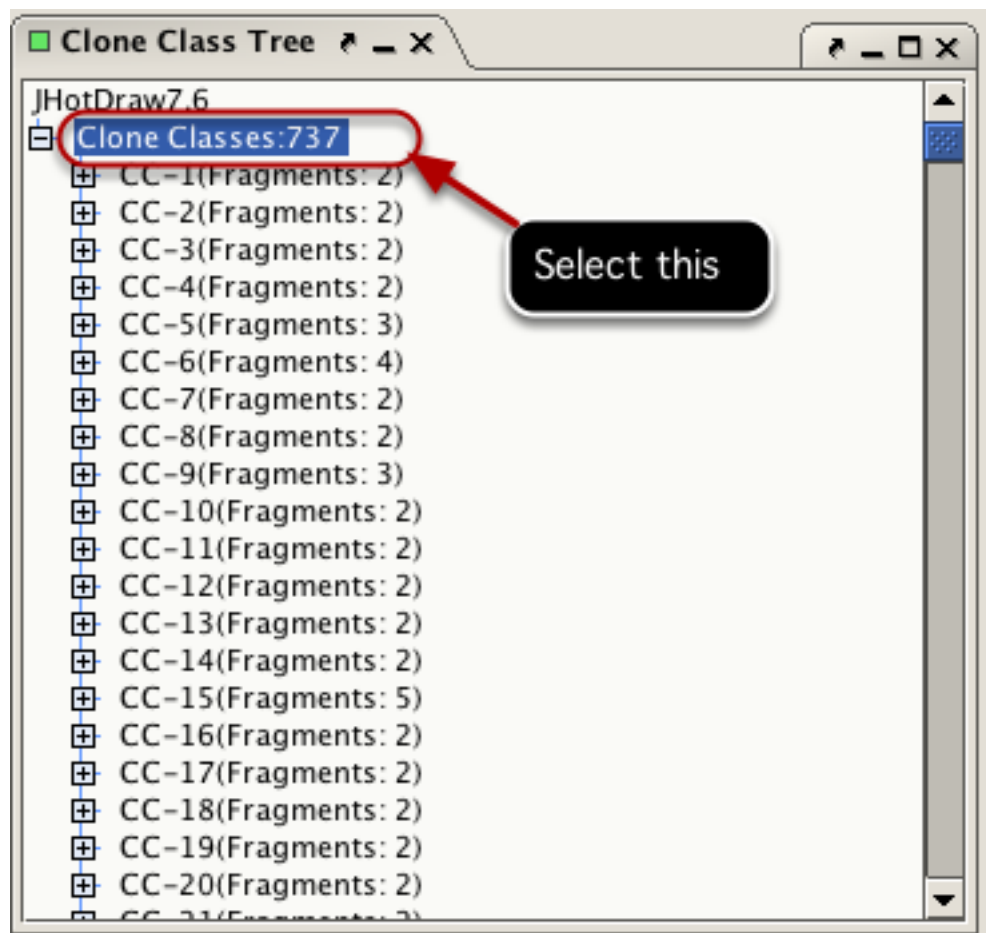 Clone Class Tree
JHotDraw7.6
Clone Classes:737
CC-1(Fragments: 2)
CC-2(Fragments: 2)
CC-3(Fragments: 2)
Select this
CC-4(Fragments: 2)
CC-5(Fragments: 3)
CC-6(Fragments: 4)
CC-7(Fragments: 2)
CC-8(Fragments: 2)
CC-9(Fragments: 3)
CC-10(Fragments: 2)
CC-11(Fragments: 2)
CC-12(Fragments: 2)
CC-13(Fragments: 2)
CC-14(Fragments: 2)
CC-15(Fragments: 5)
CC-16(Fragments: 2)
CC-17(Fragments: 2)
CC-18(Fragments: 2)
CC-19(Fragments: 2)
CC-20(Fragments: 2)